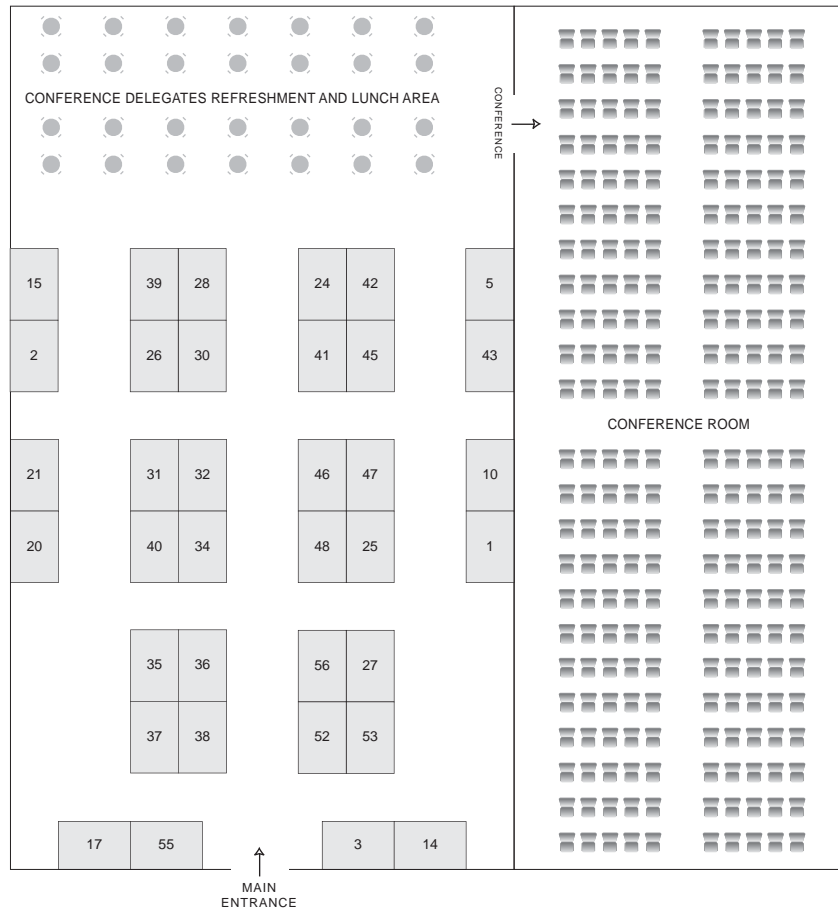 CONFERENCE DELEGATES REFRESHMENT AND LUNCH AREA
CONFERENCE
15 39 28 24 42 5
2 26 30 41 45 43
CONFERENCE ROOM
21 31 32 46 47 10
20 40 34 48 25 1
35 36 56 27
37 38 52 53
17 55 3 14
MAIN
ENTRANCE